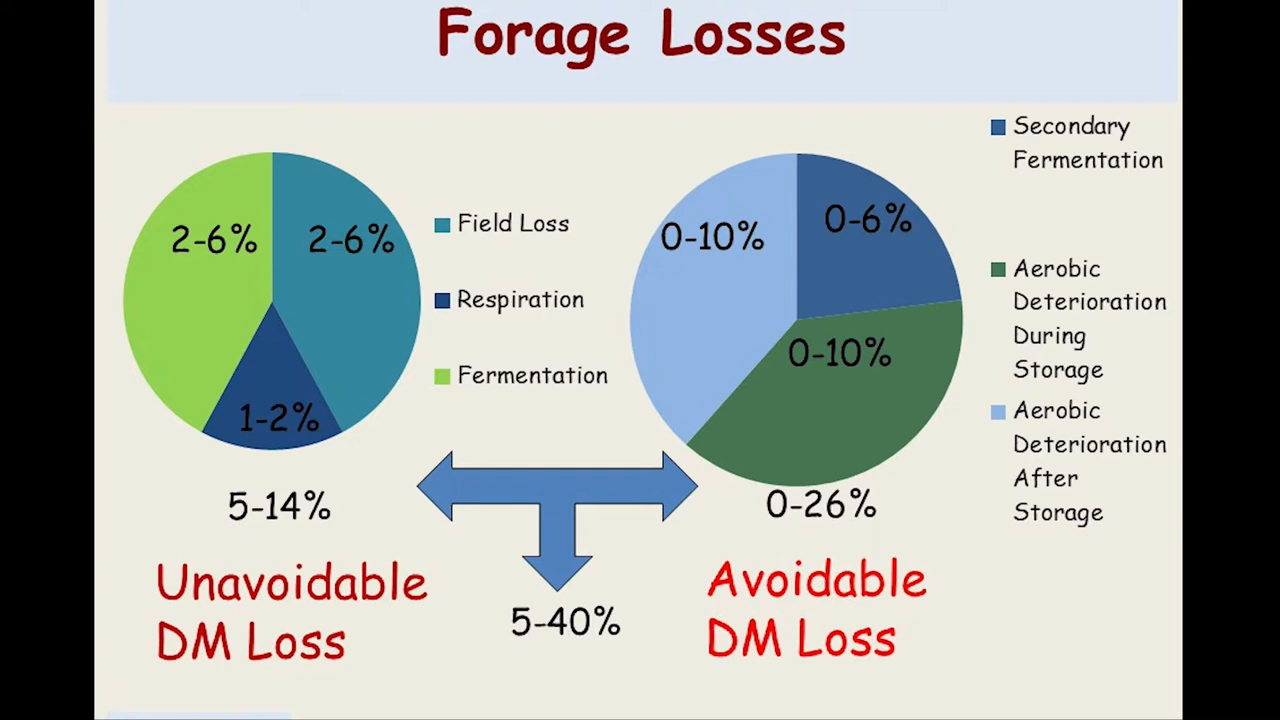 Forage Losses
2-6%
2-6%
1-2%
Field Loss
Respiration
Fermentation
5-14%
Unavoidable
DM Loss
5-40%
0-10%
0-6%
0-10%
0-26%
Avoidable
DM Loss
Secondary
Fermentation
Aerobic
Deterioration
During
Storage
Aerobic
Deterioration
After
Storage